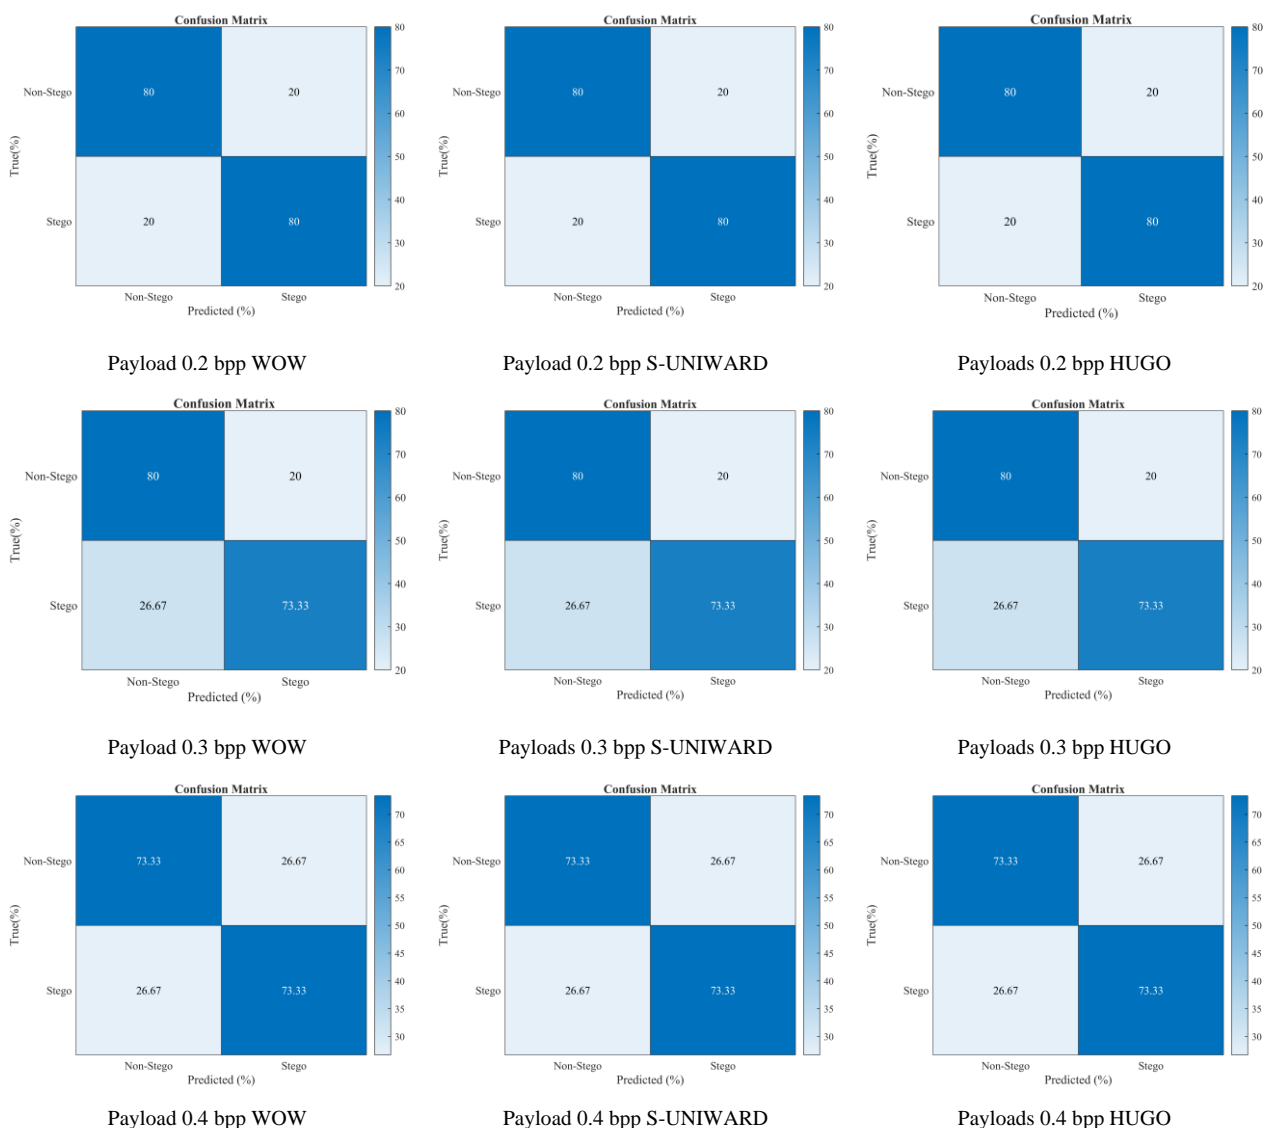 Confusion Matrix
Non-Stego
Stego
True(%)
80
20
20
80
Non-Stego
Stego
Predicted (%)
80
70
60
50
40
30
20
Payload 0.2 bpp WOW
Confusion Matrix
Non-Stego
Stego
True(%)
80
20
20
80
Non-Stego
Stego
Predicted (%)
80
70
60
50
40
30
20
Payload 0.2 bpp S-UNIWARD
Confusion Matrix
Non-Stego
Stego
True(%)
80
20
20
80
Non-Stego
Stego
Predicted (%)
80
70
60
50
40
30
20
Payloads 0.2 bpp HUGO
Confusion Matrix
Non-Stego
Stego
True(%)
80
20
26.67
73.33
Non-Stego
Stego
Predicted (%)
80
70
60
50
40
30
20
Payload 0.3 bpp WOW
Confusion Matrix
Non-Stego
Stego
True(%)
80
20
26.67
73.33
Non-Stego
Stego
Predicted (%)
80
70
60
50
40
30
20
Payloads 0.3 bpp S-UNIWARD
Confusion Matrix
Non-Stego
Stego
True(%)
80
20
26.67
73.33
Non-Stego
Stego
Predicted (%)
80
70
60
50
40
30
20
Payloads 0.3 bpp HUGO
Confusion Matrix
Non-Stego
Stego
True(%)
73.33
26.67
26.67
73.33
Non-Stego
Stego
Predicted (%)
70
65
60
55
50
45
40
35
30
Payload 0.4 bpp WOW
Confusion Matrix
Non-Stego
Stego
True(%)
73.33
26.67
26.67
73.33
Non-Stego
Stego
Predicted (%)
70
65
60
55
50
45
40
35
30
Payload 0.4 bpp S-UNIWARD
Confusion Matrix
Non-Stego
Stego
True(%)
73.33
26.67
26.67
73.33
Non-Stego
Stego
Predicted (%)
70
65
60
55
50
45
40
35
30
Payloads 0.4 bpp HUGO